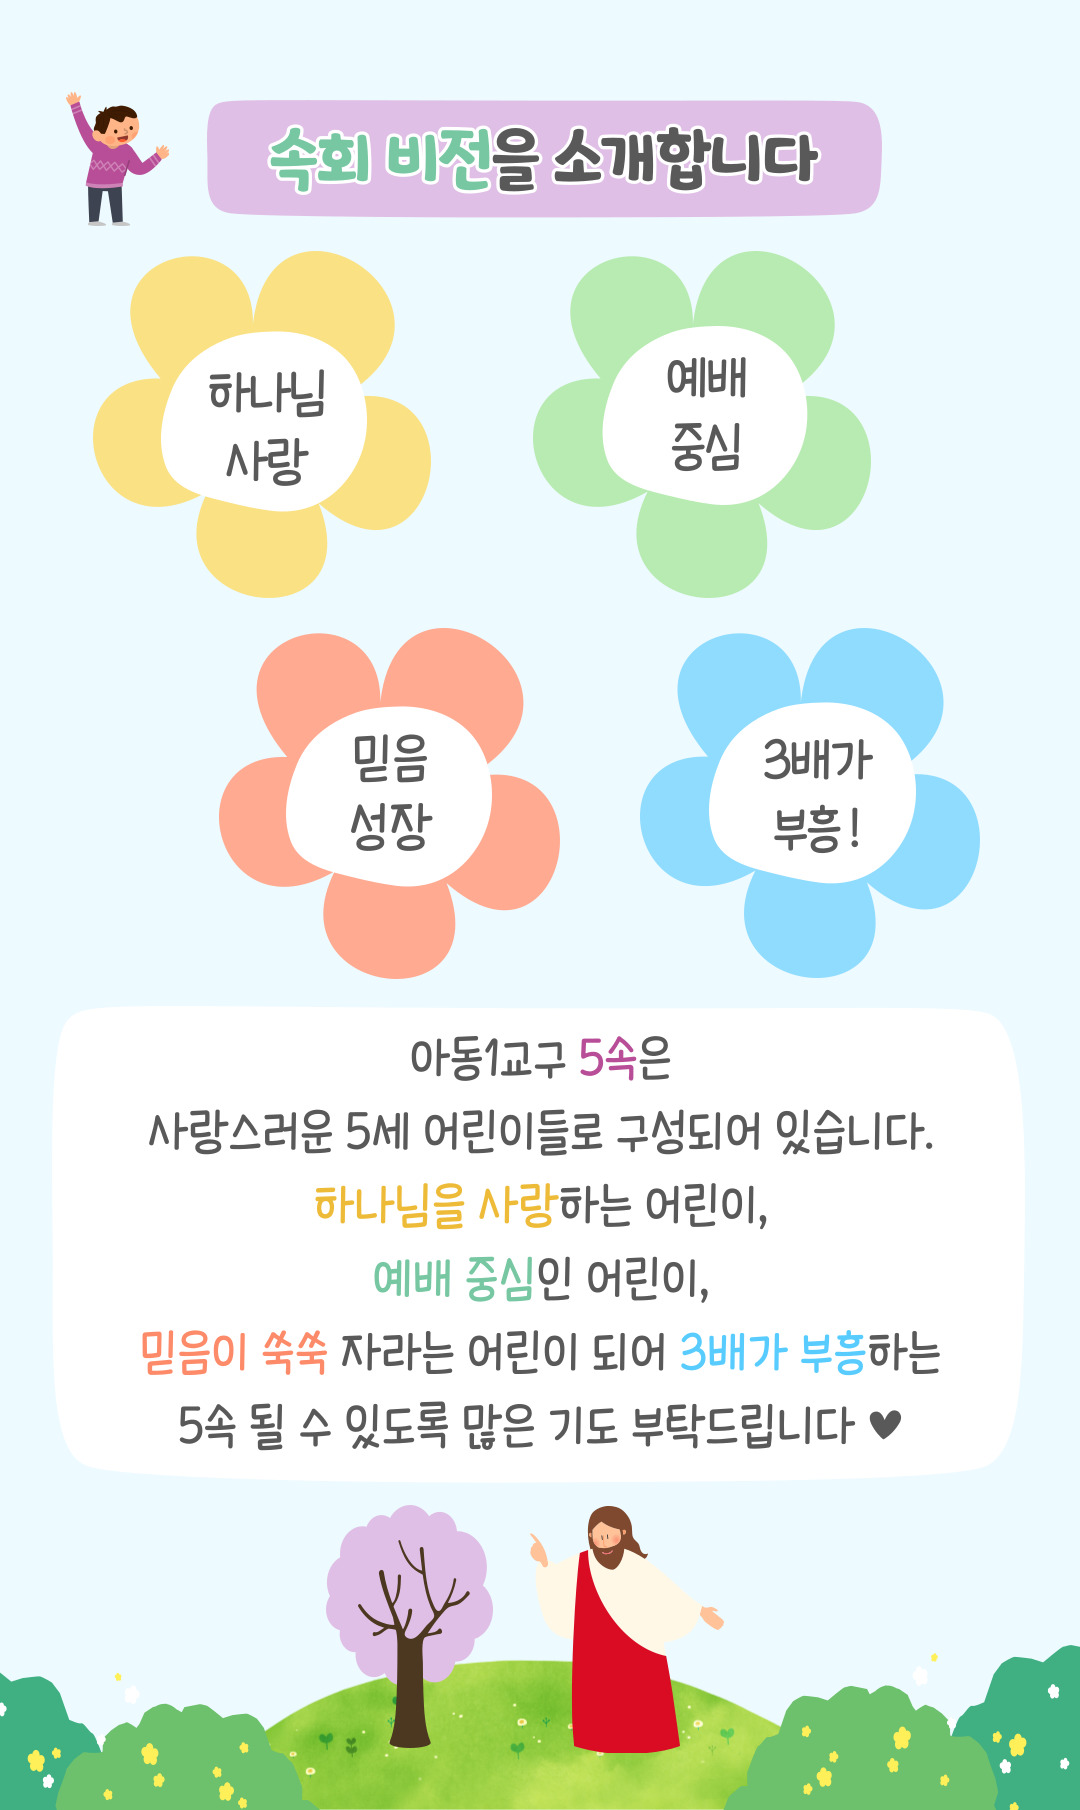 속회 비전을 소개합니다
하나님
사랑
예배
중심
믿음
성장
3배가
부흥!
아동1교구 5속은
사랑스러운 5세 어린이들로 구성되어 있습니다.
하나님을 사랑하는 어린이,
예배 중심인 어린이,
믿음이 쑥쑥 자라는 어린이 되어 3배가 부흥하는
5속 될 수 있도록 많은 기도 부탁드립니다 ♥